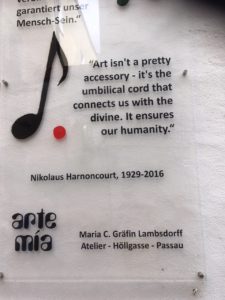 garantiert unser
Mensch-Sein.“
“Art isn't a pretty
accessory - it's the
umbilical cord that
connects us with the
divine. It ensures
our humanity.“
Nikolaus Harnoncourt, 1929-2016
arte
mía
Maria C. Gräfin Lambsdorff
Atelier - Höllgasse - Passau